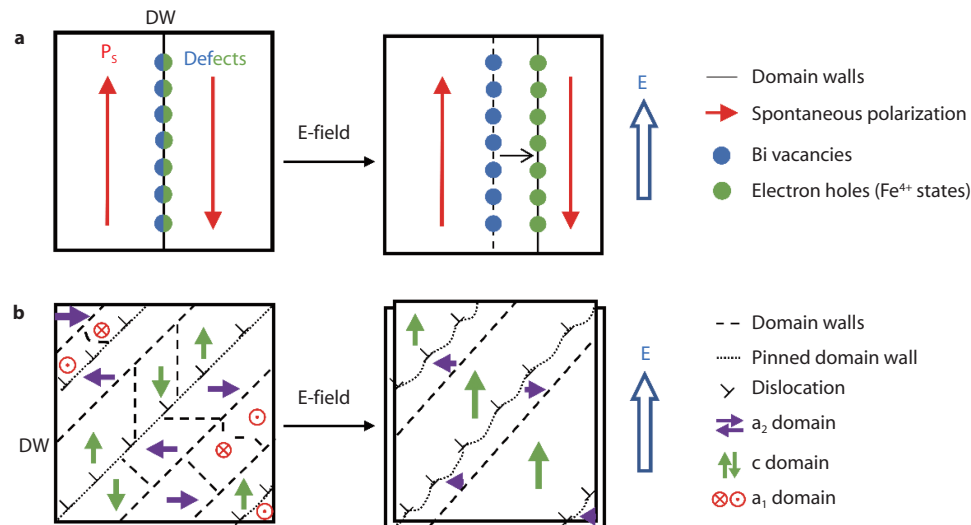 DW
a
Pₛ
Defects
E-field
E
Domain walls
Spontaneous polarization
Bi vacancies
Electron holes (Fe⁴⁺ states)
b
DW
E-field
E
Domain walls
Pinned domain wall
Dislocation
a₂ domain
c domain
a₁ domain